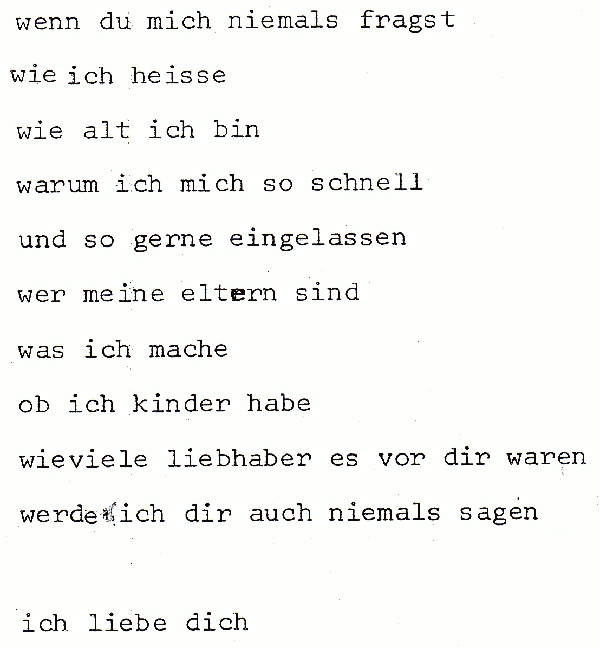 wenn du mich niemals fragst
wie ich heisse
wie alt ich bin
warum ich mich so schnell
und so gerne eingelassen
wer meine eltern sind
was ich mache
ob ich kinder habe
wieviele liebhaber es vor dir waren
werde ich dir auch niemals sagen
ich liebe dich